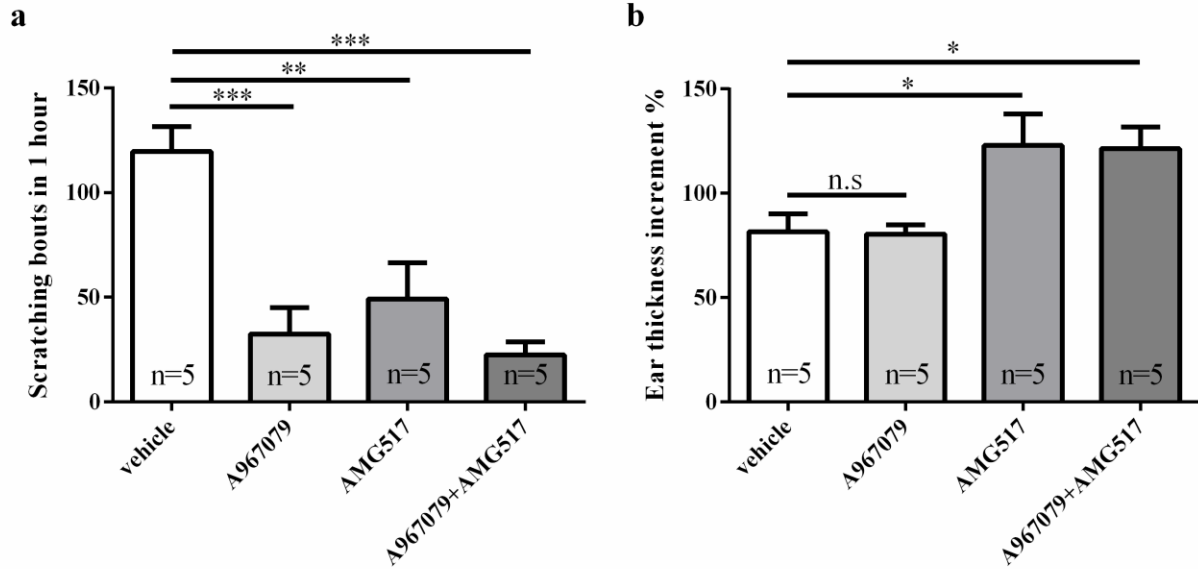 a
Scratching bouts in 1 hour
150
100
50
0
***
**
***
n=5
n=5
n=5
n=5
vehicle
A967079
AMG517
A967079+AMG517
b
Ear thickness increment %
150
100
50
0
*
*
n.s
n=5
n=5
n=5
n=5
vehicle
A967079
AMG517
A967079+AMG517